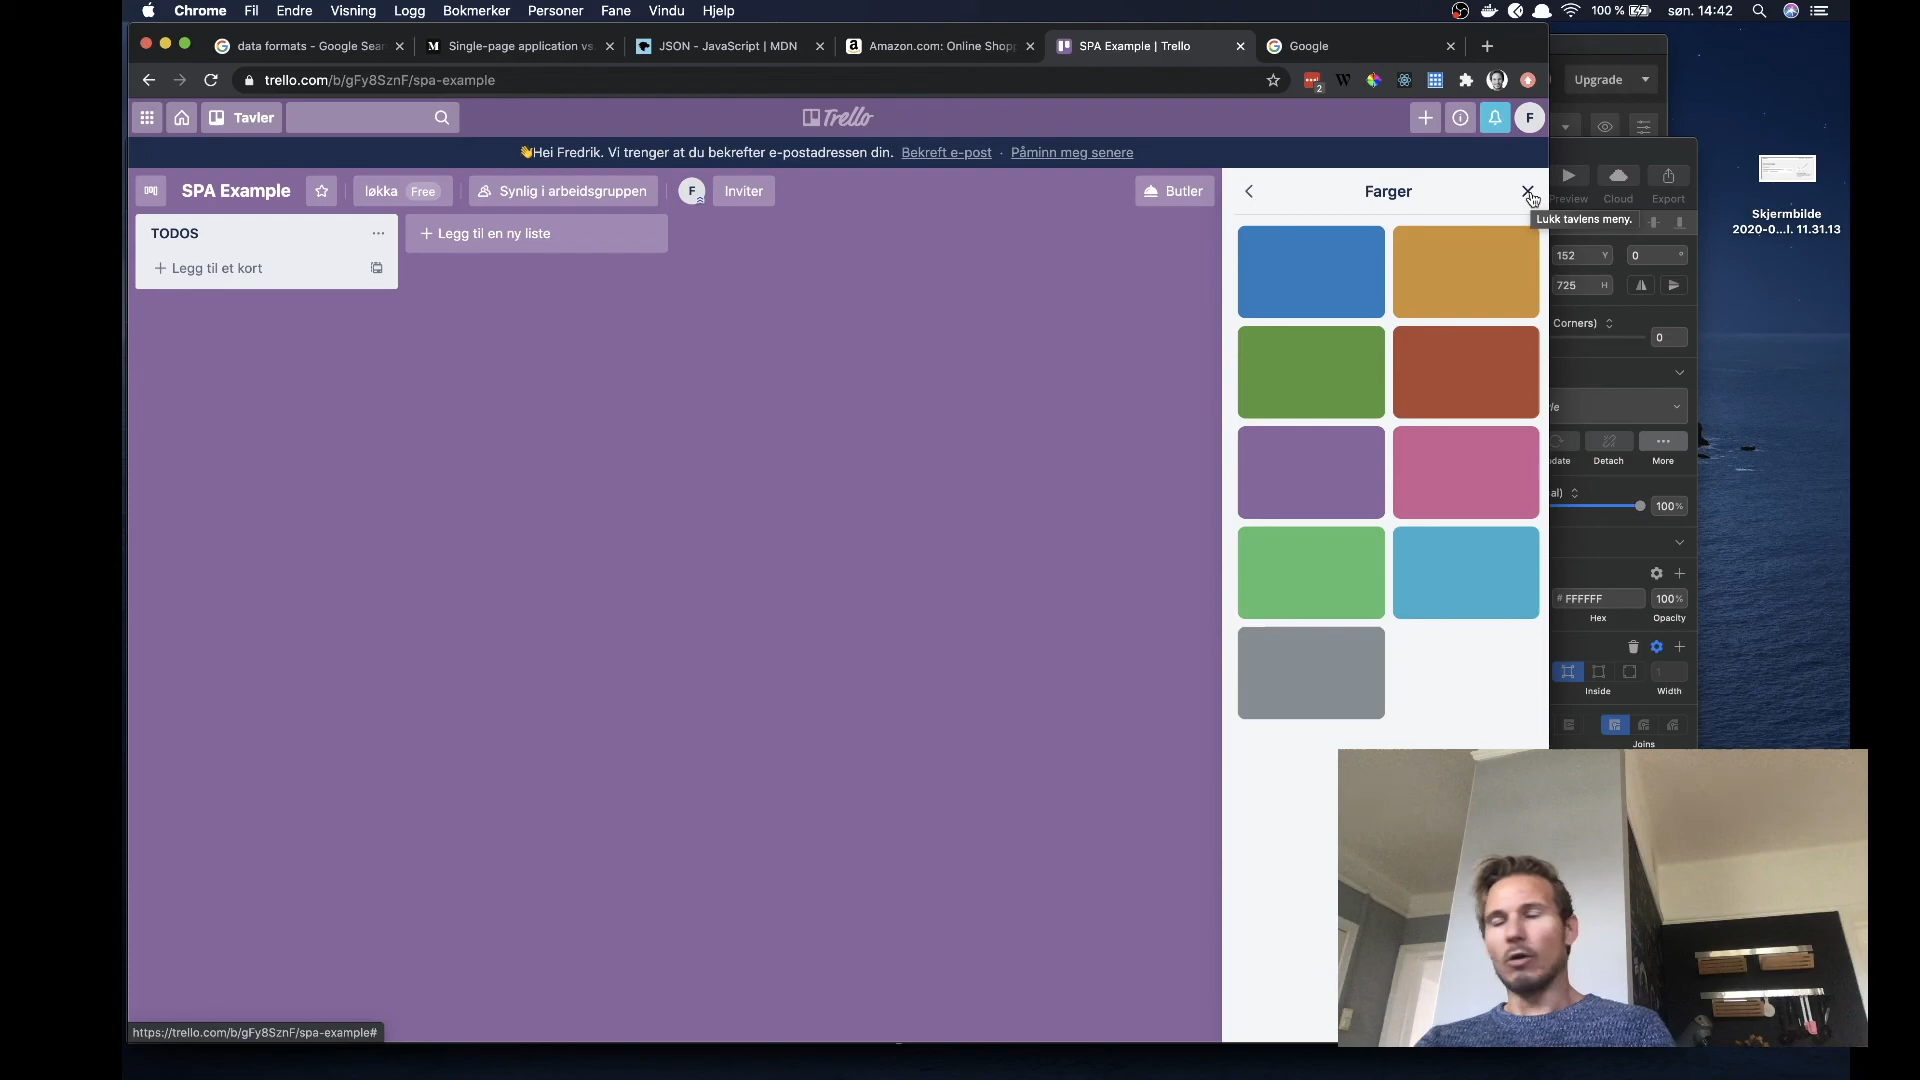 Chrome Fil Endre Visning Logg Bokmerker Personer Fane Vindu Hjelp
100 % søn. 14:42
data formats - Google Sear
Single-page application vs.
JSON - JavaScript | MDN
Amazon.com: Online Shopp
SPA Example | Trello
Google
trello.com/b/gFy8SznF/spa-example
2
Upgrade
Tavler
Trello
F
👋Hei Fredrik. Vi trenger at du bekrefter e-postadressen din. Bekreft e-post · Påminn meg senere
SPA Example
løkka Free
Synlig i arbeidsgruppen
F
Inviter
Butler
Farger
Lukk tavlens meny.
Preview Cloud Export
TODOS
Legg til et kort
Legg til en ny liste
152 Y 0 °
725 H
Corners)
0
Detach More
100%
# FFFFFF 100%
Hex Opacity
1
Inside Width
Joins
Skjermbilde
2020-0...l. 11.31.13
https://trello.com/b/gFy8SznF/spa-example#